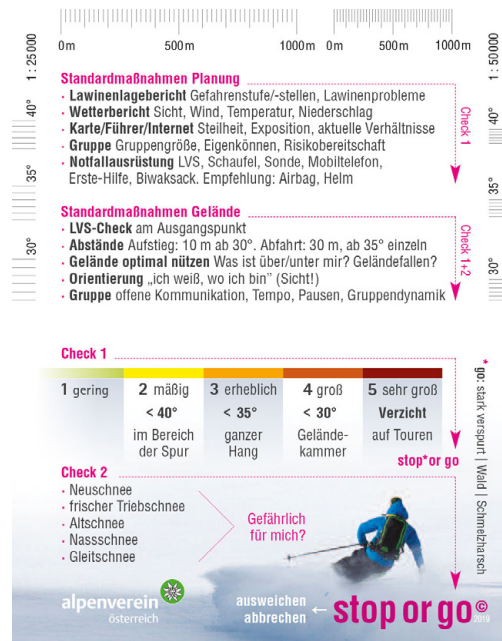 0m 500m 1000m
0m 500m 1000m
1 : 25000
1 : 50000
40°
35°
30°
40°
35°
30°
Standardmaßnahmen Planung
· Lawinenlagebericht Gefahrenstufe/-stellen, Lawinenprobleme
· Wetterbericht Sicht, Wind, Temperatur, Niederschlag
· Karte/Führer/Internet Steilheit, Exposition, aktuelle Verhältnisse
· Gruppe Gruppengröße, Eigenkönnen, Risikobereitschaft
· Notfallausrüstung LVS, Schaufel, Sonde, Mobiltelefon,
Erste-Hilfe, Biwaksack. Empfehlung: Airbag, Helm
Check 1
Standardmaßnahmen Gelände
· LVS-Check am Ausgangspunkt
· Abstände Aufstieg: 10 m ab 30°. Abfahrt: 30 m, ab 35° einzeln
· Gelände optimal nützen Was ist über/unter mir? Geländefallen?
· Orientierung „ich weiß, wo ich bin” (Sicht!)
· Gruppe offene Kommunikation, Tempo, Pausen, Gruppendynamik
Check 1+2
Check 1
1 gering
2 mäßig
< 40°
im Bereich
der Spur
3 erheblich
< 35°
ganzer
Hang
4 groß
< 30°
Gelände-
kammer
5 sehr groß
Verzicht
auf Touren
stop*or go
* go: stark verspurt | Wald | Schmelzharsch
Check 2
· Neuschnee
· frischer Triebschnee
· Altschnee
· Nassschnee
· Gleitschnee
Gefährlich
für mich?
alpenverein
österreich
ausweichen
abbrechen
← stop or go©
2019